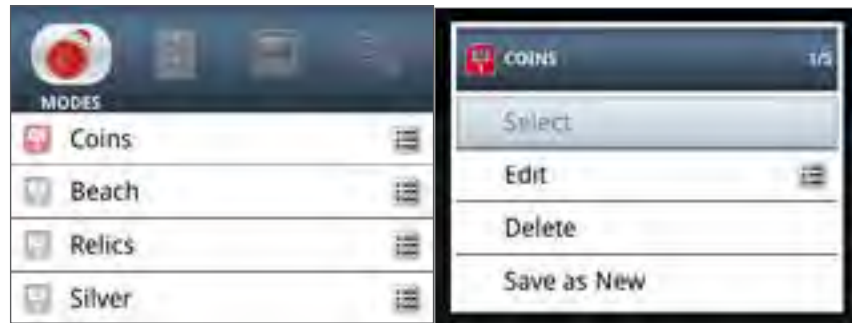 MODES
Coins
Beach
Relics
Silver
COINS 1/5
Select
Edit
Delete
Save as New